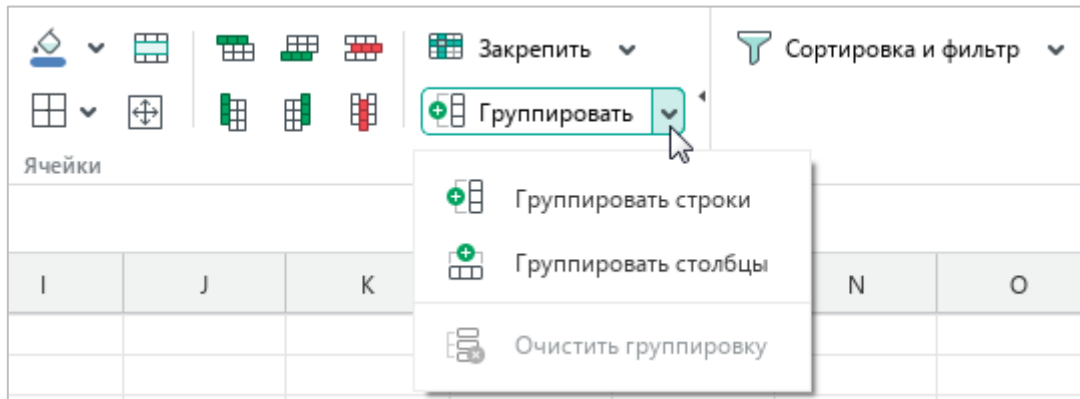 Закрепить
Сортировка и фильтр
Группировать
Ячейки
Группировать строки
Группировать столбцы
I J K N O
Очистить группировку